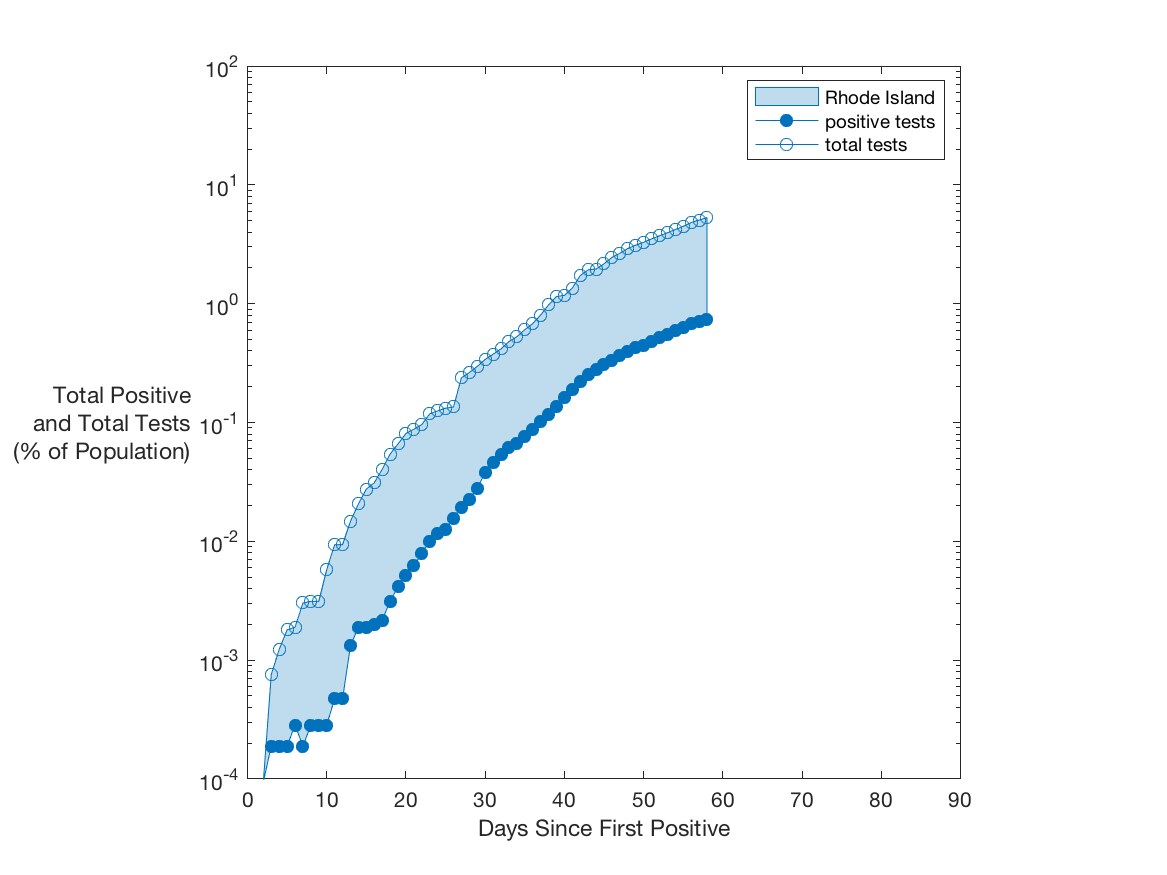 10^2
10^1
10^0
10^-1
10^-2
10^-3
10^-4
Total Positive
and Total Tests
(% of Population)
Rhode Island
positive tests
total tests
0 10 20 30 40 50 60 70 80 90
Days Since First Positive